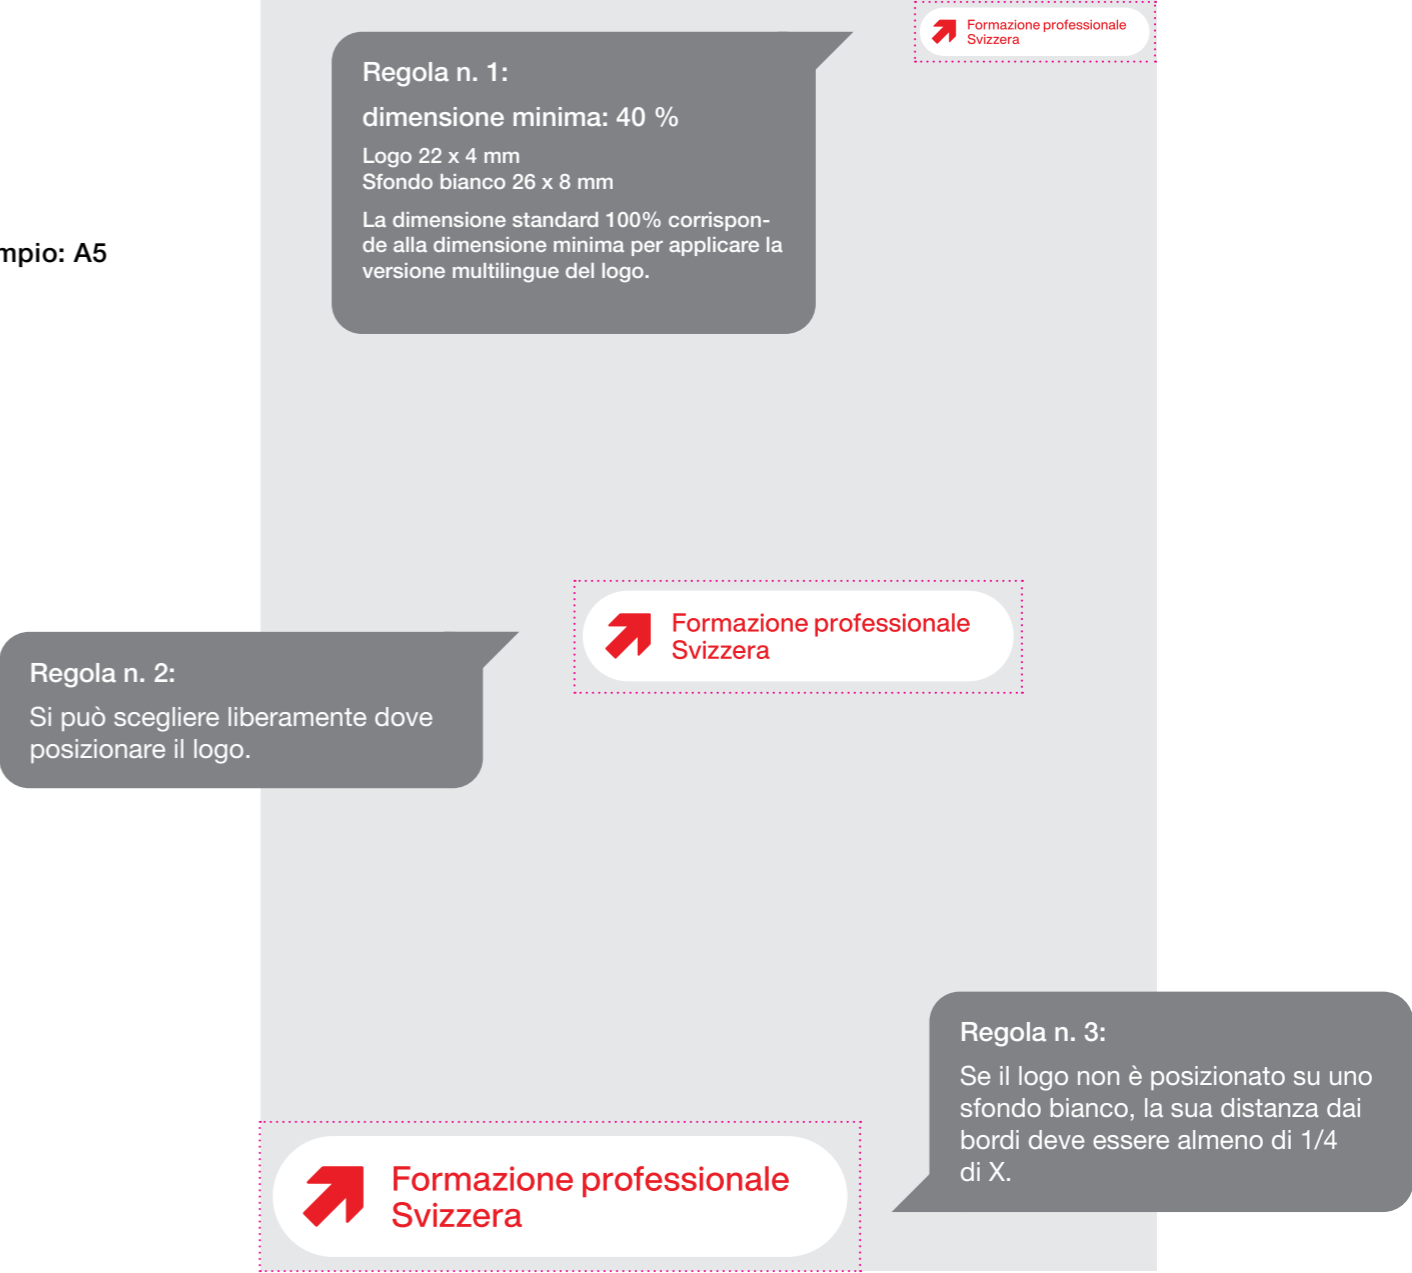 Formazione professionale
Svizzera
Regola n. 1:
dimensione minima: 40 %
Logo 22 x 4 mm
Sfondo bianco 26 x 8 mm
La dimensione standard 100% corrispon-
de alla dimensione minima per applicare la
versione multilingue del logo.
mpio: A5
Formazione professionale
Svizzera
Regola n. 2:
Si può scegliere liberamente dove
posizionare il logo.
Regola n. 3:
Se il logo non è posizionato su uno
sfondo bianco, la sua distanza dai
bordi deve essere almeno di 1/4
di X.
Formazione professionale
Svizzera